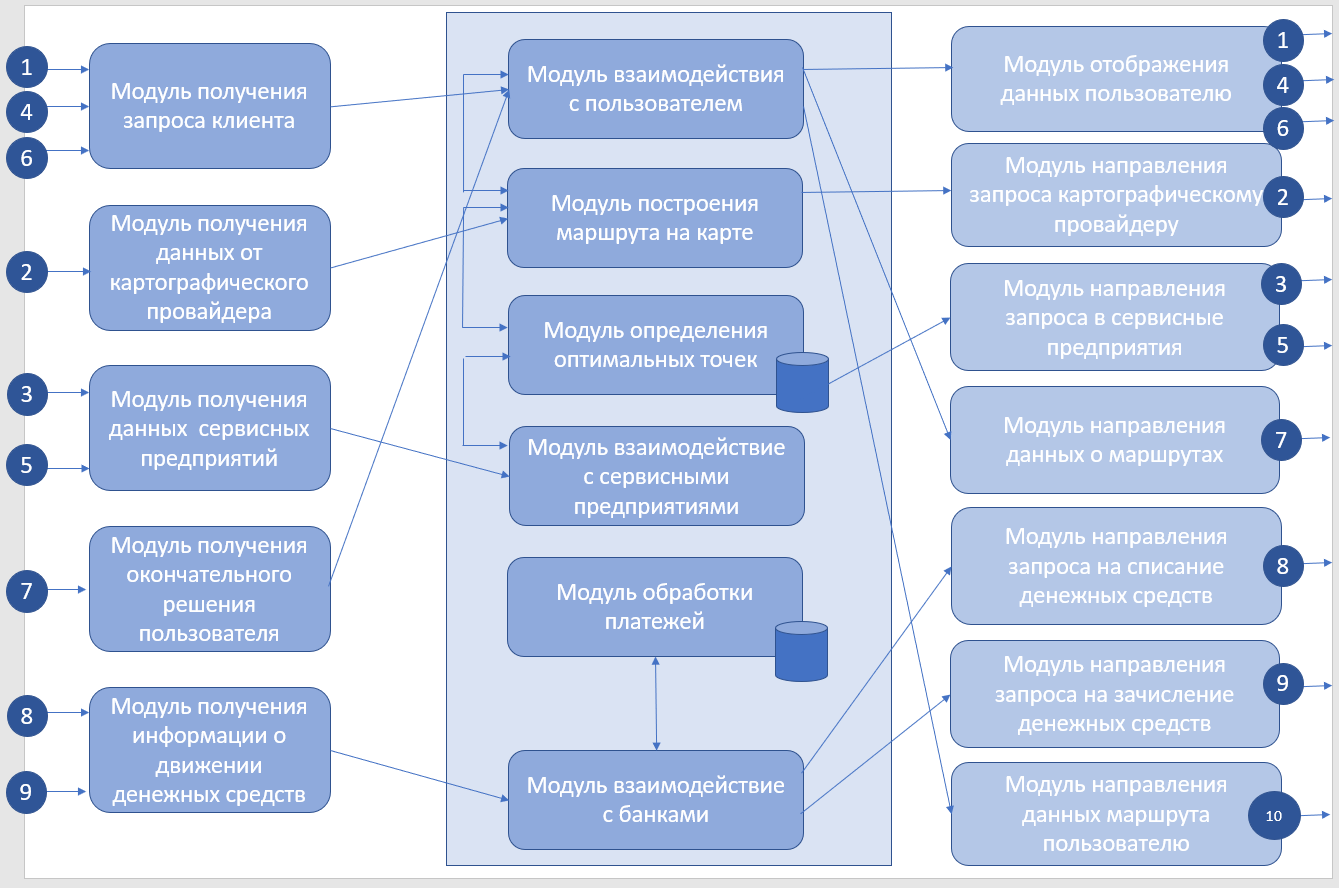 1
4
6
Модуль получения
запроса клиента
2
Модуль получения
данных от
картографического
провайдера
3
5
Модуль получения
данных сервисных
предприятий
7
Модуль получения
окончательного
решения
пользователя
8
9
Модуль получения
информации о
движении
денежных средств
Модуль взаимодействия
с пользователем
Модуль построения
маршрута на карте
Модуль определения
оптимальных точек
Модуль взаимодействие
с сервисными
предприятиями
Модуль обработки
платежей
Модуль взаимодействие
с банками
Модуль отображения
данных пользователю
1
4
6
Модуль направления
запроса картографическому
провайдеру
2
Модуль направления
запроса в сервисные
предприятия
3
5
Модуль направления
данных о маршрутах
7
Модуль направления
запроса на списание
денежных средств
8
Модуль направления
запроса на зачисление
денежных средств
9
Модуль направления
данных маршрута
пользователю
10